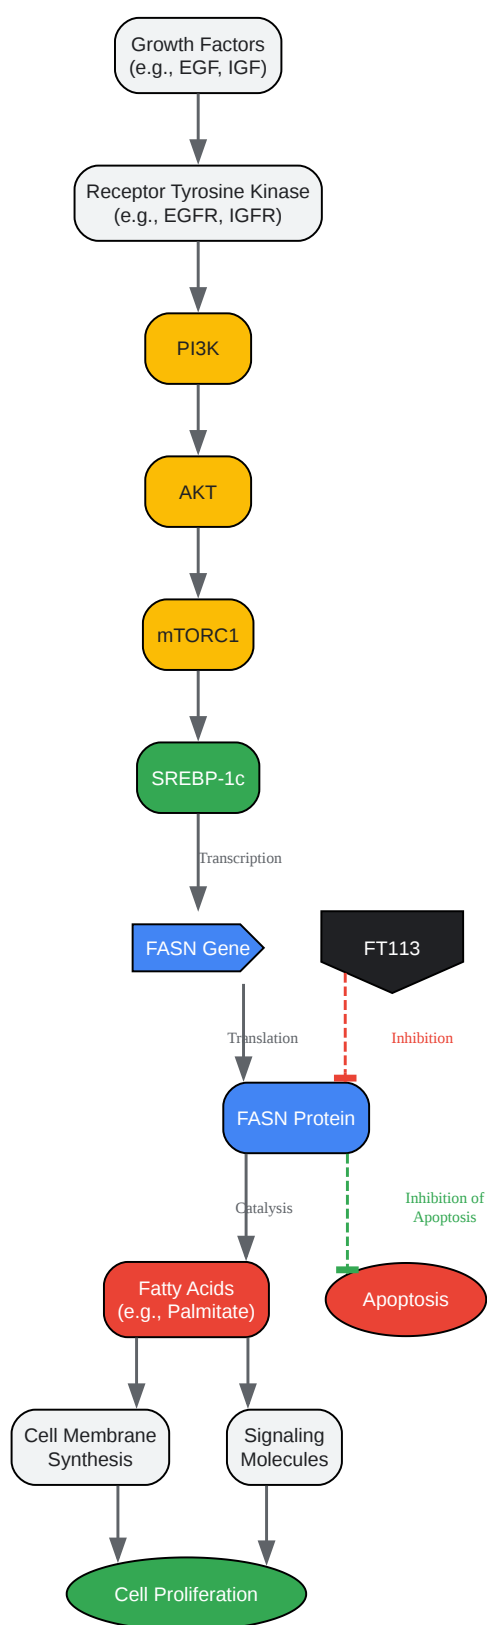 Growth Factors
(e.g., EGF, IGF)
Receptor Tyrosine Kinase
(e.g., EGFR, IGFR)
PI3K
AKT
mTORC1
SREBP-1c
Transcription
FASN Gene
FT113
Translation
Inhibition
FASN Protein
Catalysis
Inhibition of
Apoptosis
Fatty Acids
(e.g., Palmitate)
Apoptosis
Cell Membrane
Synthesis
Signaling
Molecules
Cell Proliferation